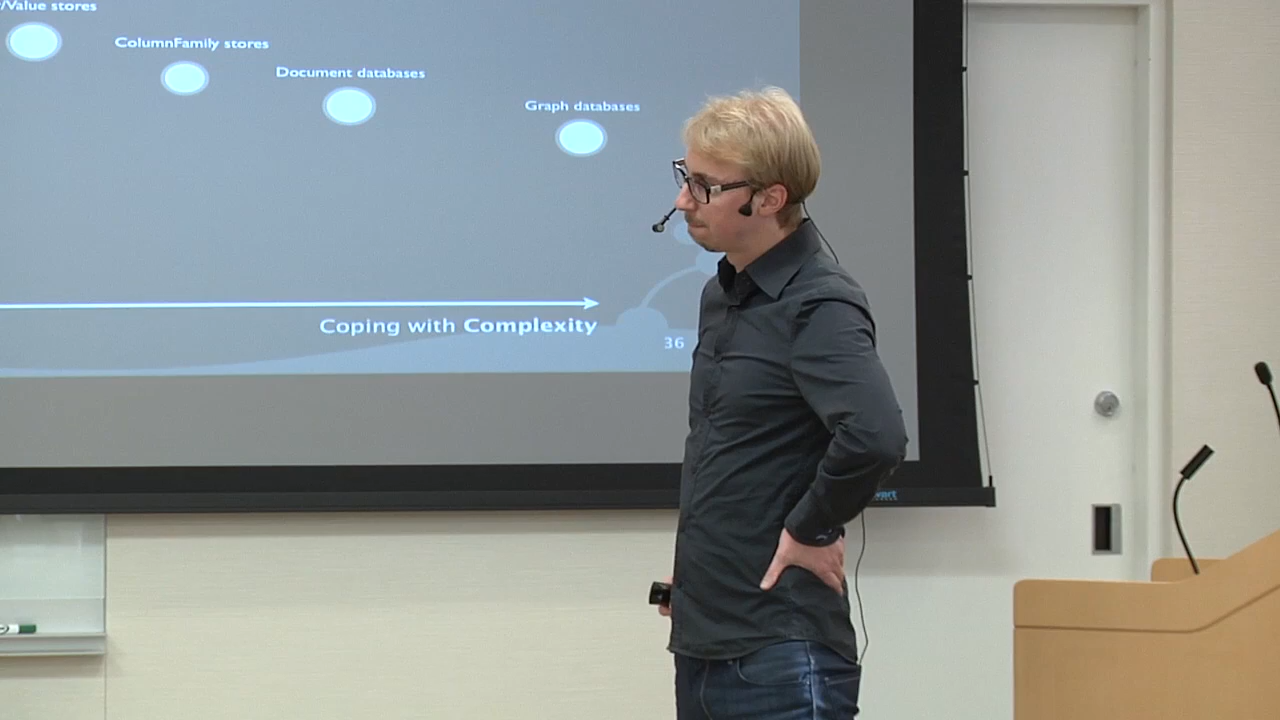 /Value stores
ColumnFamily stores
Document databases
Graph databases
Coping with Complexity
36